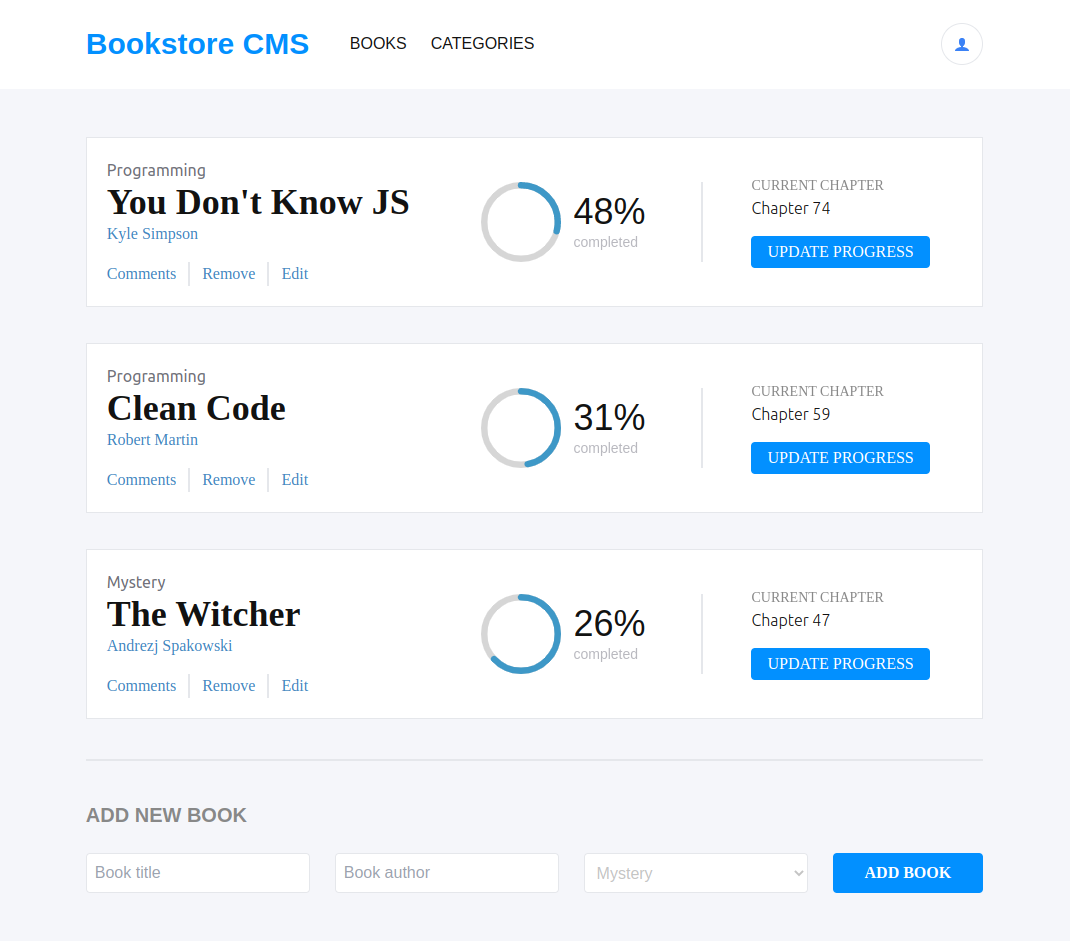 Bookstore CMS BOOKS CATEGORIES
Programming
You Don't Know JS
Kyle Simpson
Comments Remove Edit
48%
completed
CURRENT CHAPTER
Chapter 74
UPDATE PROGRESS
Programming
Clean Code
Robert Martin
Comments Remove Edit
31%
completed
CURRENT CHAPTER
Chapter 59
UPDATE PROGRESS
Mystery
The Witcher
Andrezj Spakowski
Comments Remove Edit
26%
completed
CURRENT CHAPTER
Chapter 47
UPDATE PROGRESS
ADD NEW BOOK
Book title Book author Mystery ADD BOOK